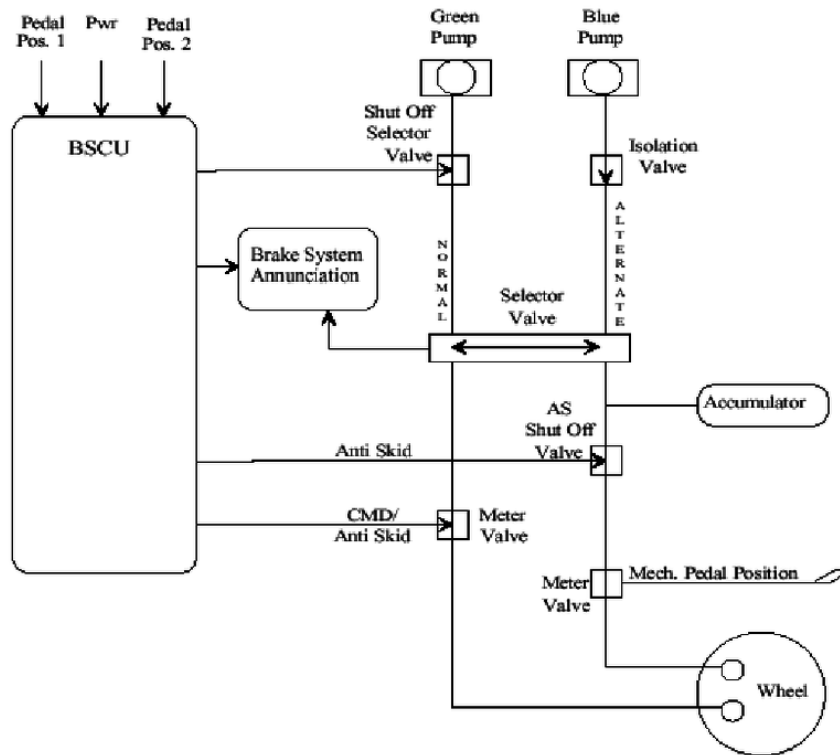 Pedal
Pos. 1
Pwr
Pedal
Pos. 2
Green
Pump
Blue
Pump
BSCU
Shut Off
Selector
Valve
Isolation
Valve
NORMAL
ALTERNATE
Brake System
Annunciation
Selector
Valve
Accumulator
AS
Shut Off
Valve
Anti Skid
CMD/
Anti Skid
Meter
Valve
Mech. Pedal Position
Meter
Valve
Wheel